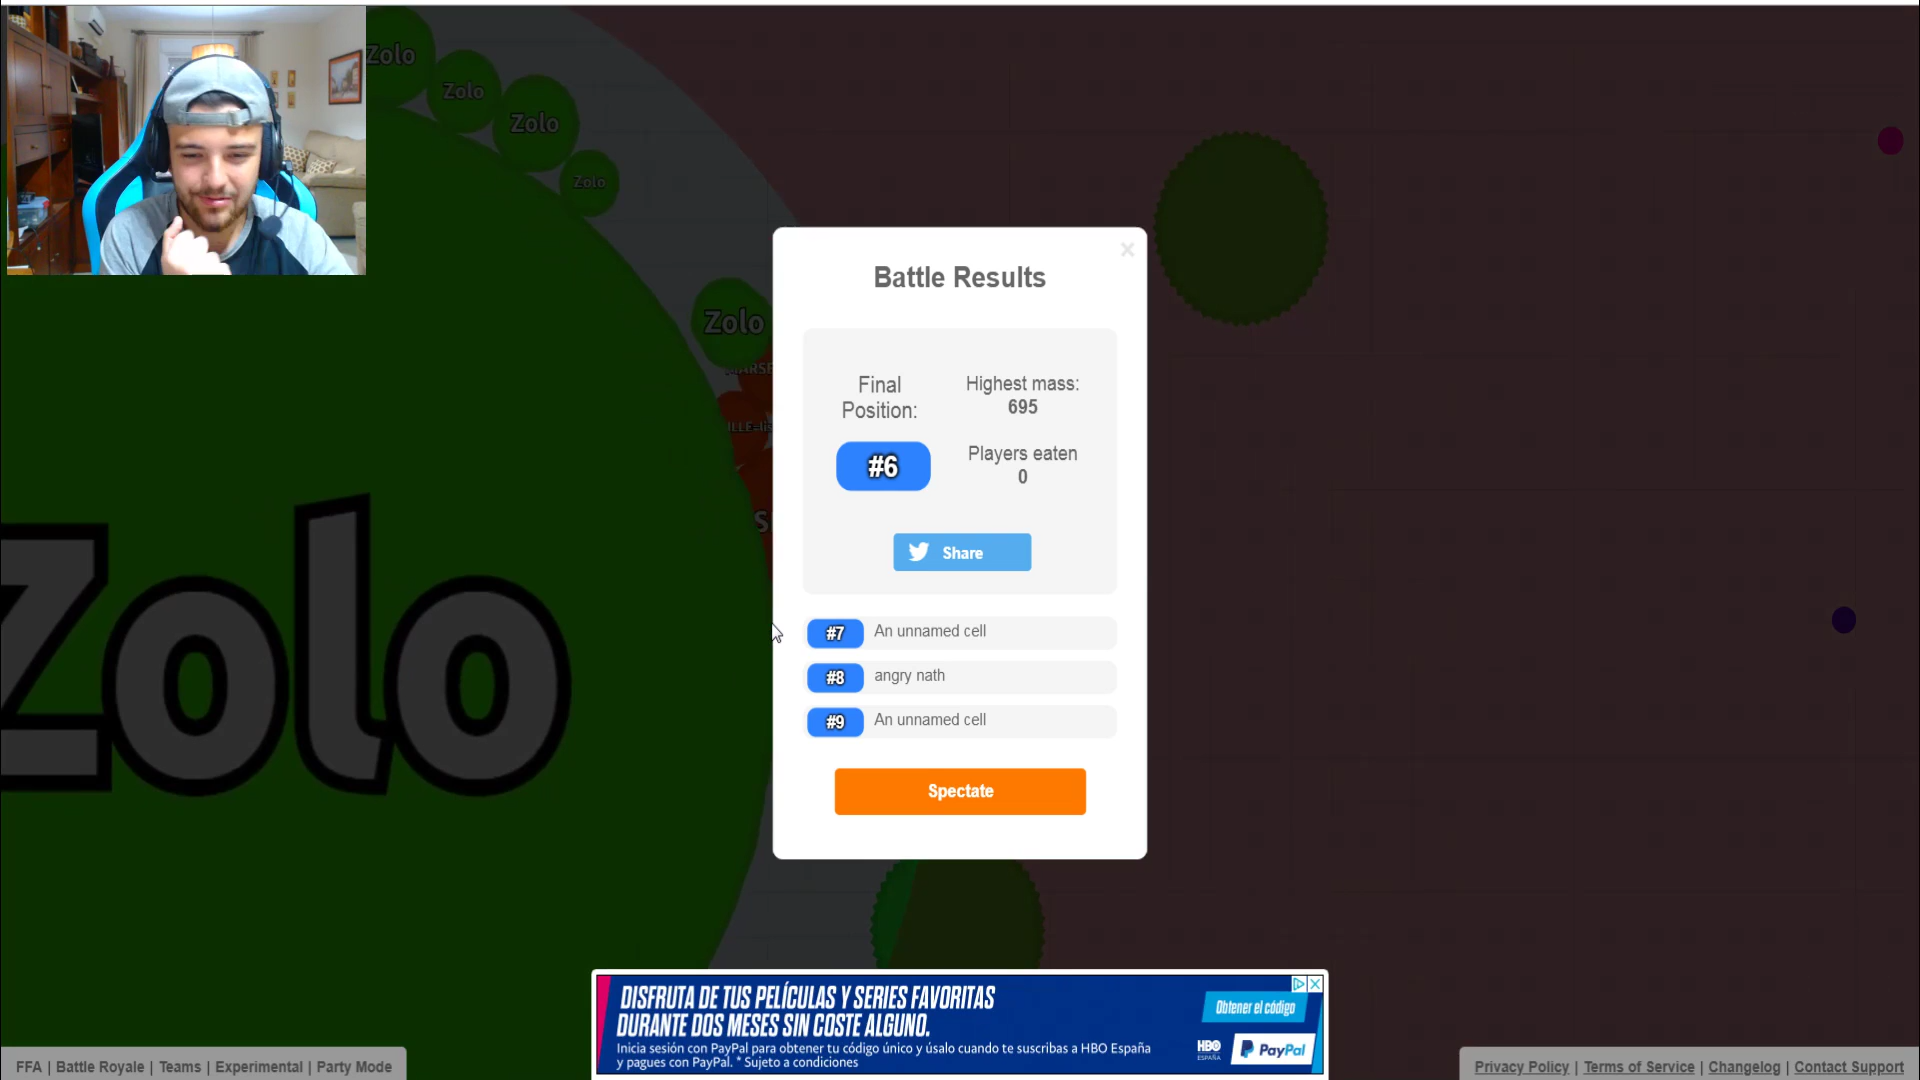 Zolo
Zolo
Zolo
Zolo
Zolo
Zolo
×
Battle Results
Final
Position:
#6
Highest mass:
695
Players eaten
0
Share
#7 An unnamed cell
#8 angry nath
#9 An unnamed cell
Spectate
DISFRUTA DE TUS PELÍCULAS Y SERIES FAVORITAS
DURANTE DOS MESES SIN COSTE ALGUNO.
Inicia sesión con PayPal para obtener tu código único y úsalo cuando te suscribas a HBO España
y pagues con PayPal. * Sujeto a condiciones
Obtener el código
HBO
ESPAÑA
PayPal
FFA | Battle Royale | Teams | Experimental | Party Mode
Privacy Policy | Terms of Service | Changelog | Contact Support